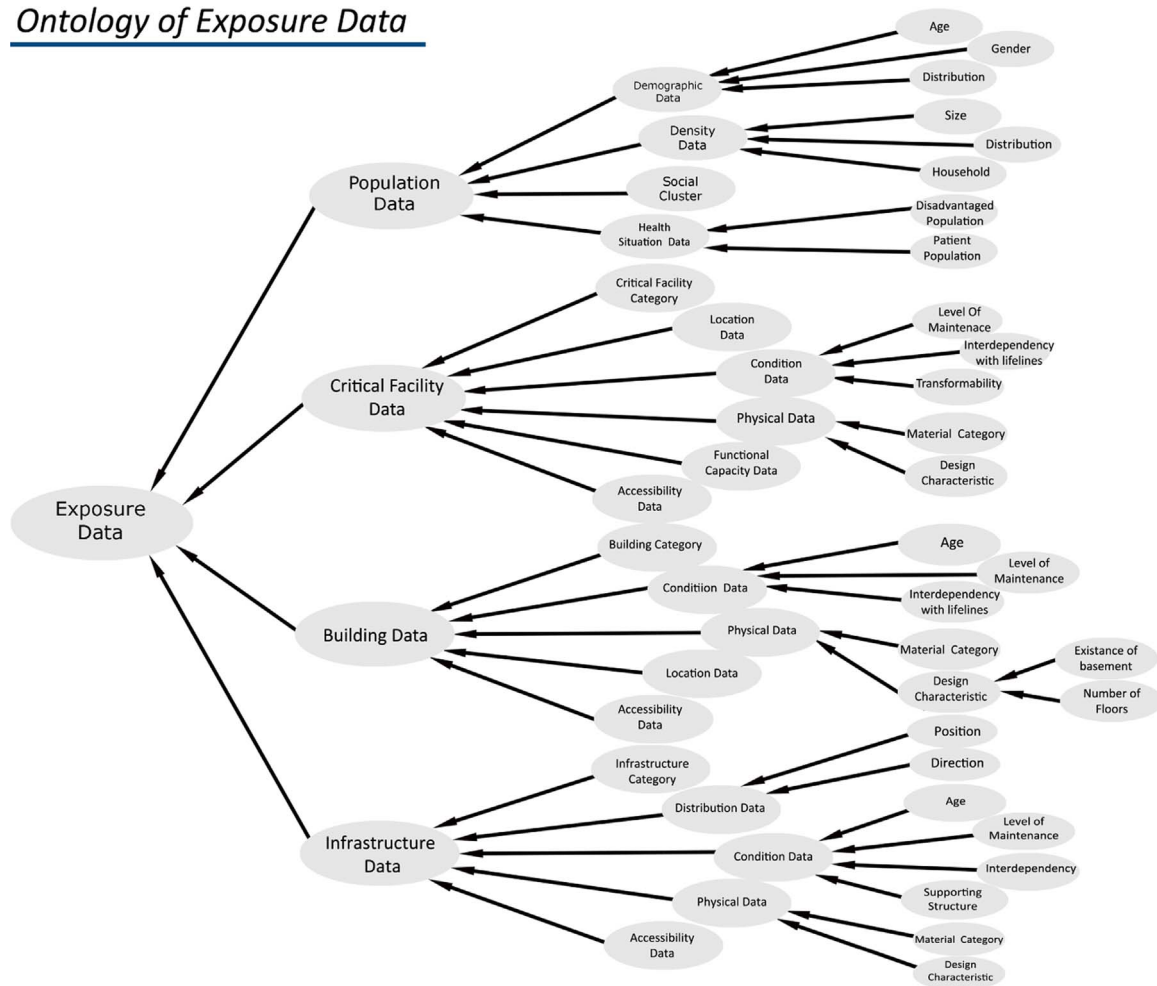 Ontology of Exposure Data
Age
Gender
Demographic
Data
Distribution
Size
Density
Data
Distribution
Household
Population
Data
Social
Cluster
Disadvantaged
Population
Health
Situation Data
Patient
Population
Critical Facility
Category
Location
Data
Level Of
Maintenace
Interdependency
with lifelines
Condition
Data
Transformability
Critical Facility
Data
Physical Data
Material Category
Functional
Capacity Data
Design
Characteristic
Accessibility
Data
Exposure
Data
Building Category
Age
Level of
Maintenance
Conditiion Data
Interdependency
with lifelines
Building Data
Physical Data
Material Category
Existance of
basement
Location Data
Design
Characteristic
Number of
Floors
Accessibility
Data
Position
Infrastructure
Category
Direction
Distribution Data
Age
Level of
Maintenance
Infrastructure
Data
Condition Data
Interdependency
Supporting
Structure
Physical Data
Material Category
Accessibility
Data
Design
Characteristic